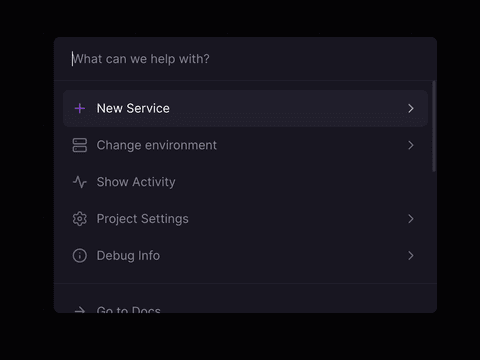 What can we help with?
New Service
Change environment
Show Activity
Project Settings
Debug Info
Go to Docs